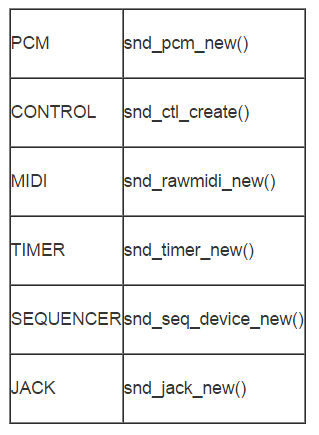 PCM snd_pcm_new()
CONTROL snd_ctl_create()
MIDI snd_rawmidi_new()
TIMER snd_timer_new()
SEQUENCER snd_seq_device_new()
JACK snd_jack_new()